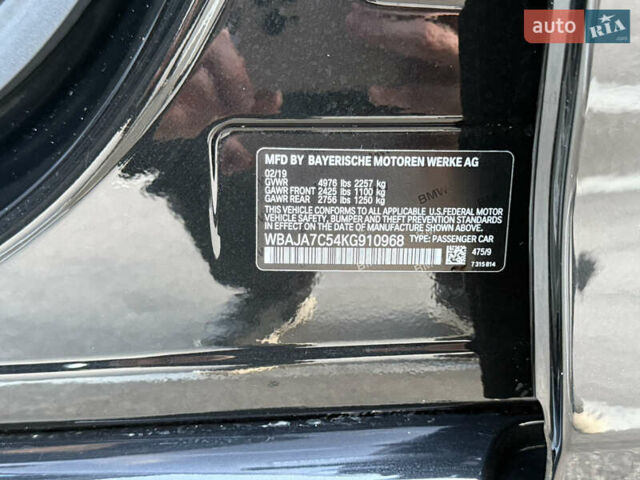 auto RIA
MFD BY BAYERISCHE MOTOREN WERKE AG
02/19
GVWR 4976 lbs 2257 kg
GAWR FRONT 2425 lbs 1100 kg
GAWR REAR 2756 lbs 1250 kg
THIS VEHICLE CONFORMS TO ALL APPLICABLE U.S. FEDERAL MOTOR
VEHICLE SAFETY, BUMPER AND THEFT PREVENTION STANDARDS
IN EFFECT ON THE DATE OF MANUFACTURE SHOWN ABOVE.
WBAJA7C54KG910968 TYPE: PASSENGER CAR
475/9
7 315 814
BMW